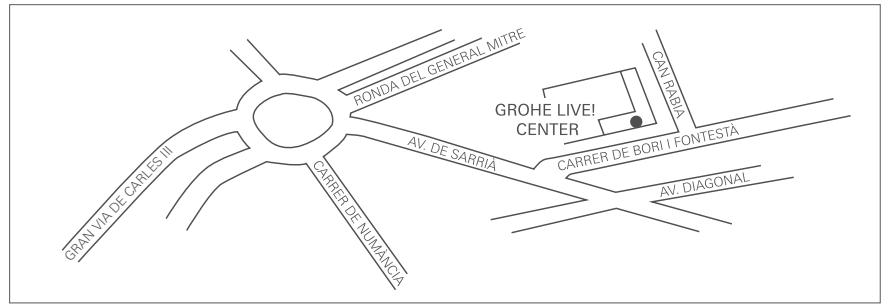 RONDA DEL GENERAL MITRE
CAN RABIA
GROHE LIVE!
CENTER
CARRER DE BORI I FONTESTÀ
AV. DE SARRIÀ
AV. DIAGONAL
GRAN VIA DE CARLES III
CARRER DE NUMÀNCIA